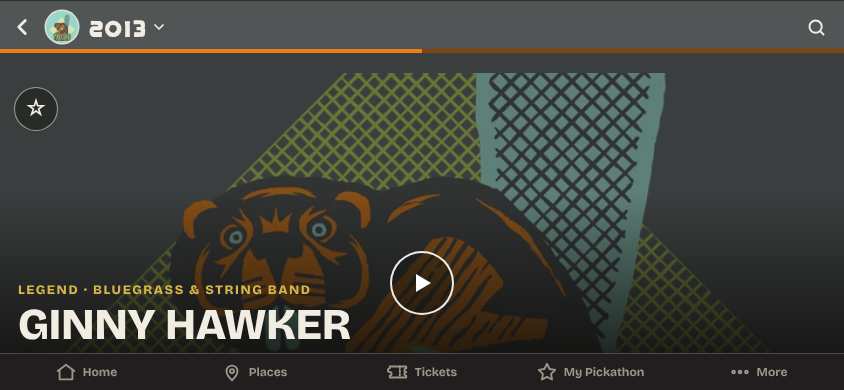 2013
LEGEND · BLUEGRASS & STRING BAND
GINNY HAWKER
Home
Places
Tickets
My Pickathon
More